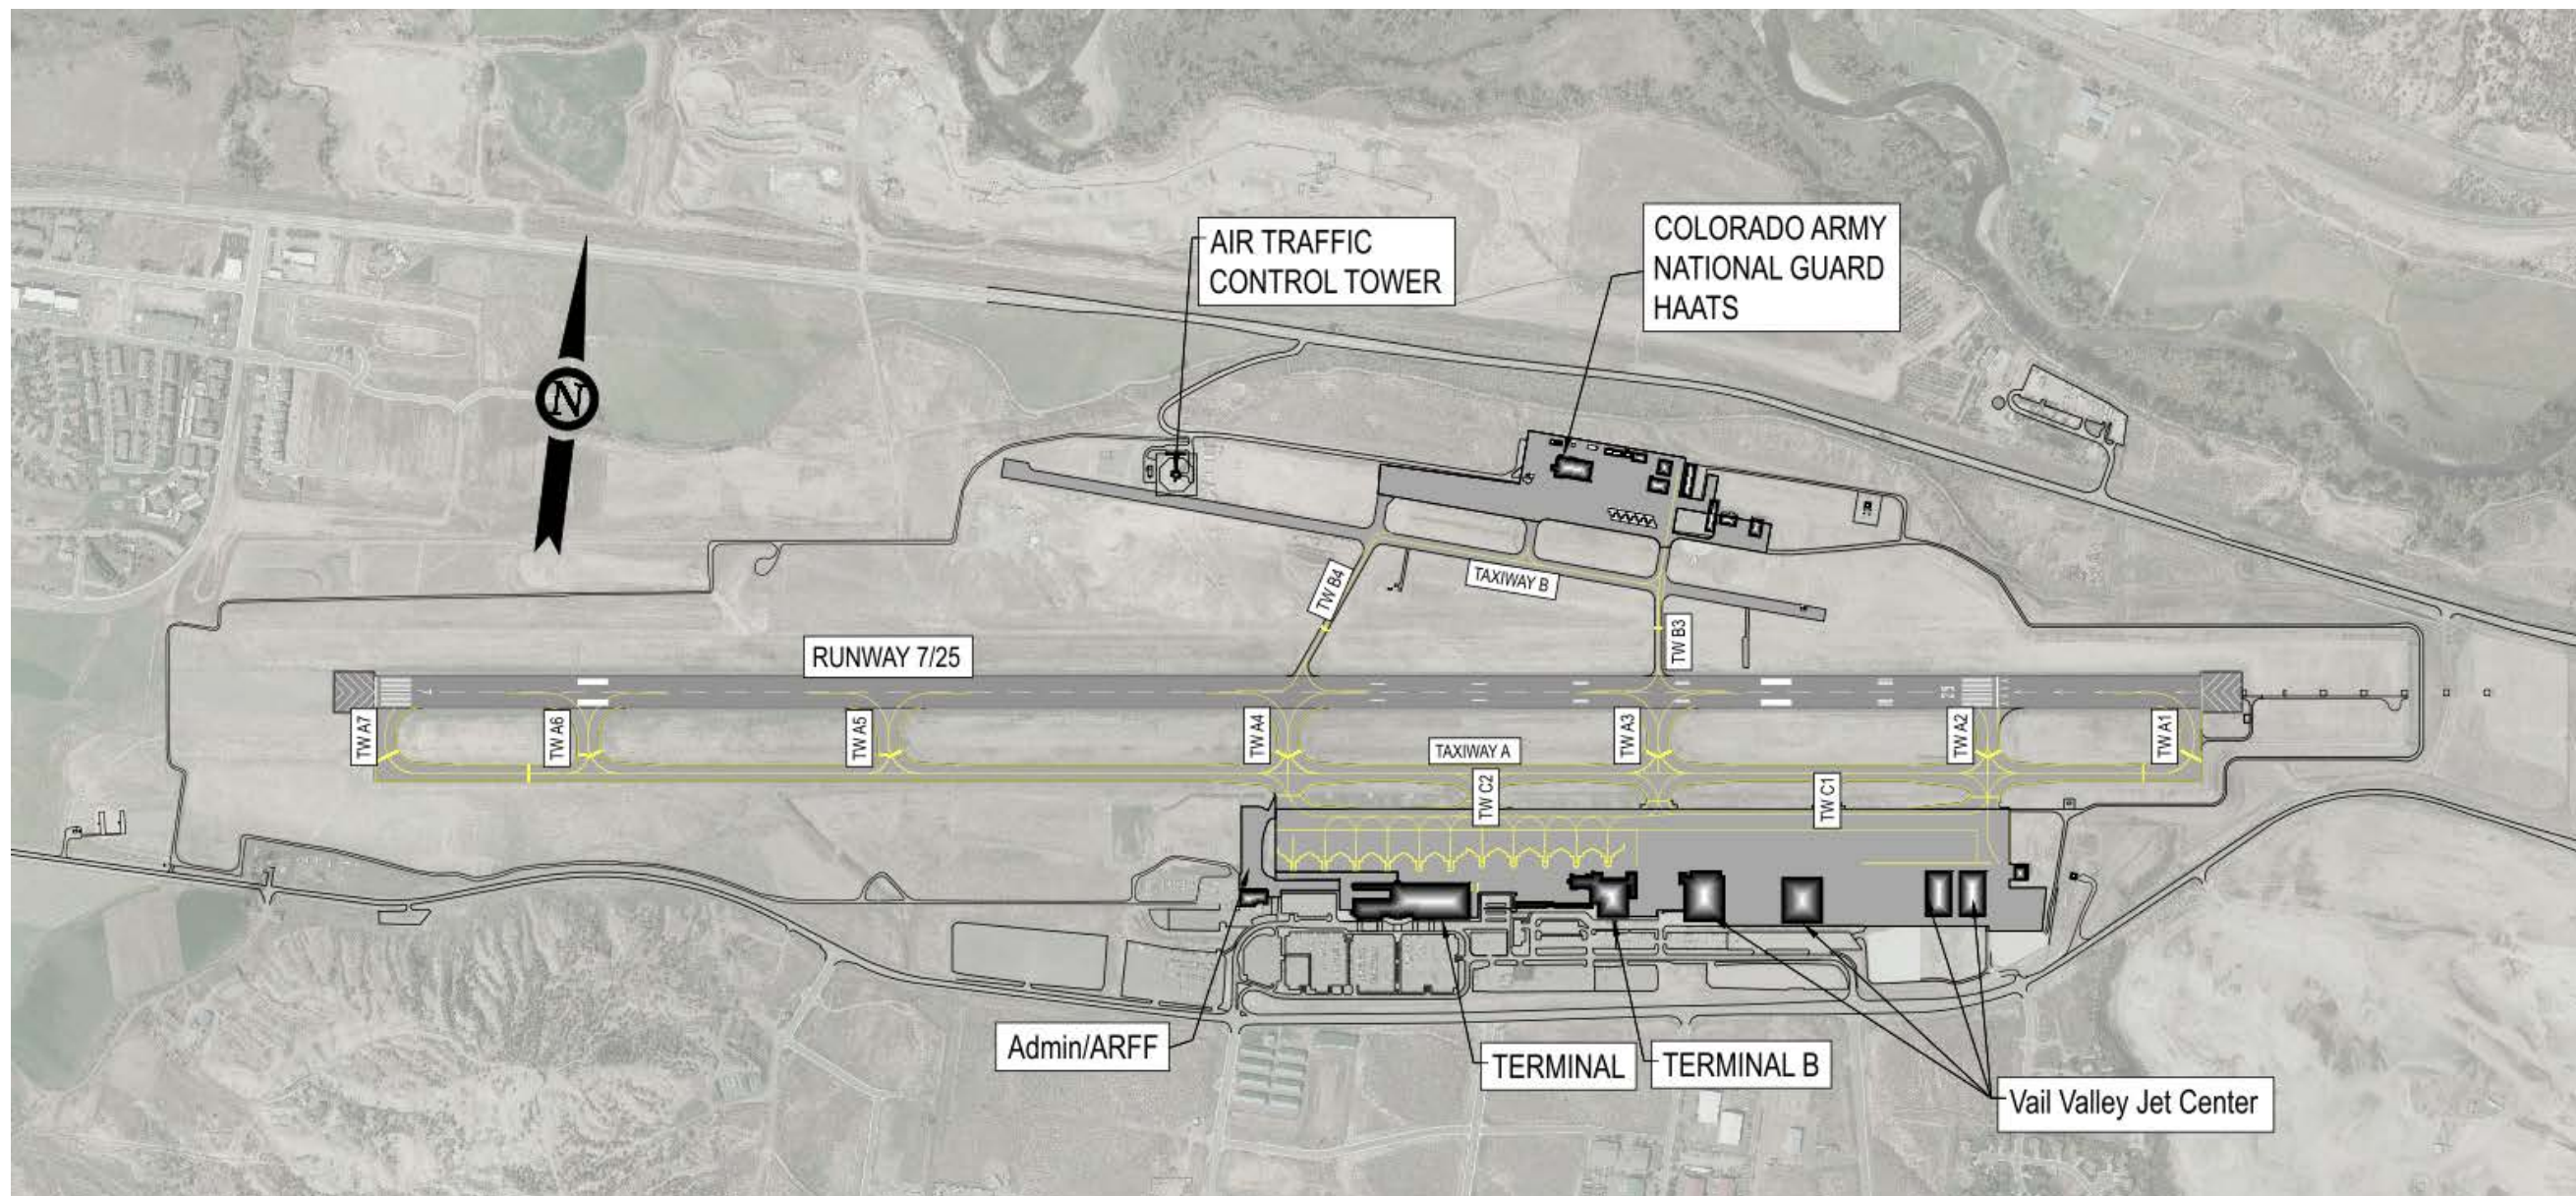 AIR TRAFFIC
CONTROL TOWER
COLORADO ARMY
NATIONAL GUARD
HAATS
N
TW B4
TAXIWAY B
TW B3
RUNWAY 7/25
7
25
TW A7
TW A6
TW A5
TW A4
TAXIWAY A
TW A3
TW A2
TW A1
TW C2
TW C1
Admin/ARFF
TERMINAL
TERMINAL B
Vail Valley Jet Center